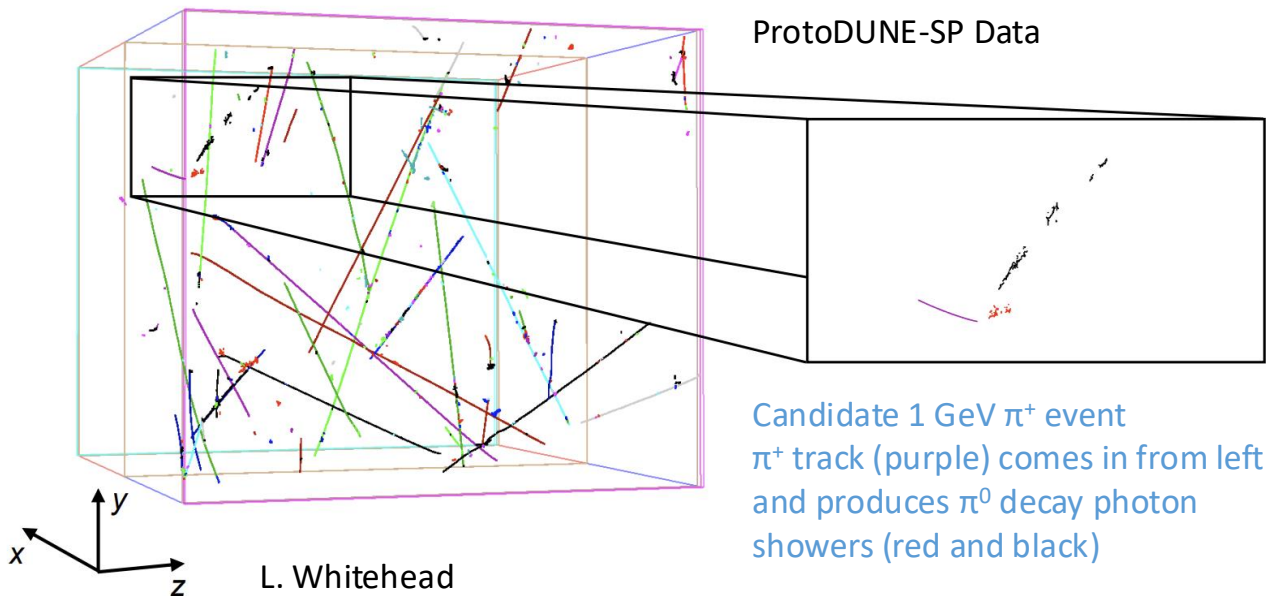 ProtoDUNE-SP Data
Candidate 1 GeV π⁺ event
π⁺ track (purple) comes in from left
and produces π⁰ decay photon
showers (red and black)
y
x
z
L. Whitehead